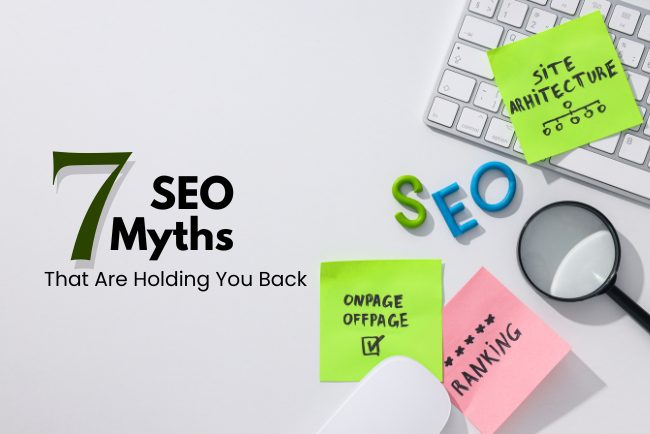 7
SEO
Myths
That Are Holding You Back
SITE
ARHITECTURE
SEO
ONPAGE
OFFPAGE
RANKING